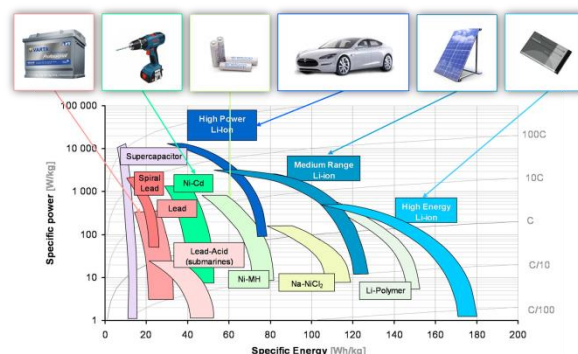 VARTA
100 000
10 000
1 000
100
10
1
Specific power [W/kg]
High Power
Li-Ion
Supercapacitor
Spiral
Lead
Ni-Cd
Lead
Lead-Acid
(submarines)
Medium Range
Li-ion
High Energy
Li-ion
Ni-MH
Na-NiCl₂
Li-Polymer
100C
10C
C
C/10
C/100
0 20 40 60 80 100 120 140 160 180 200
Specific Energy [Wh/kg]